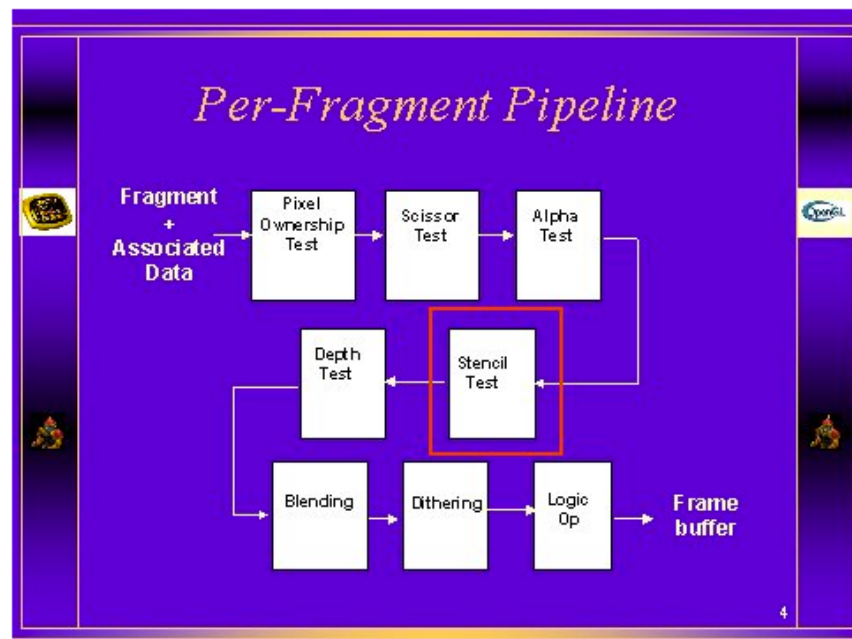 Per-Fragment Pipeline
Fragment
+
Associated
Data
Pixel
Ownership
Test
Scissor
Test
Alpha
Test
Depth
Test
Stencil
Test
Blending
Dithering
Logic
Op
Frame
buffer
OpenGL
4